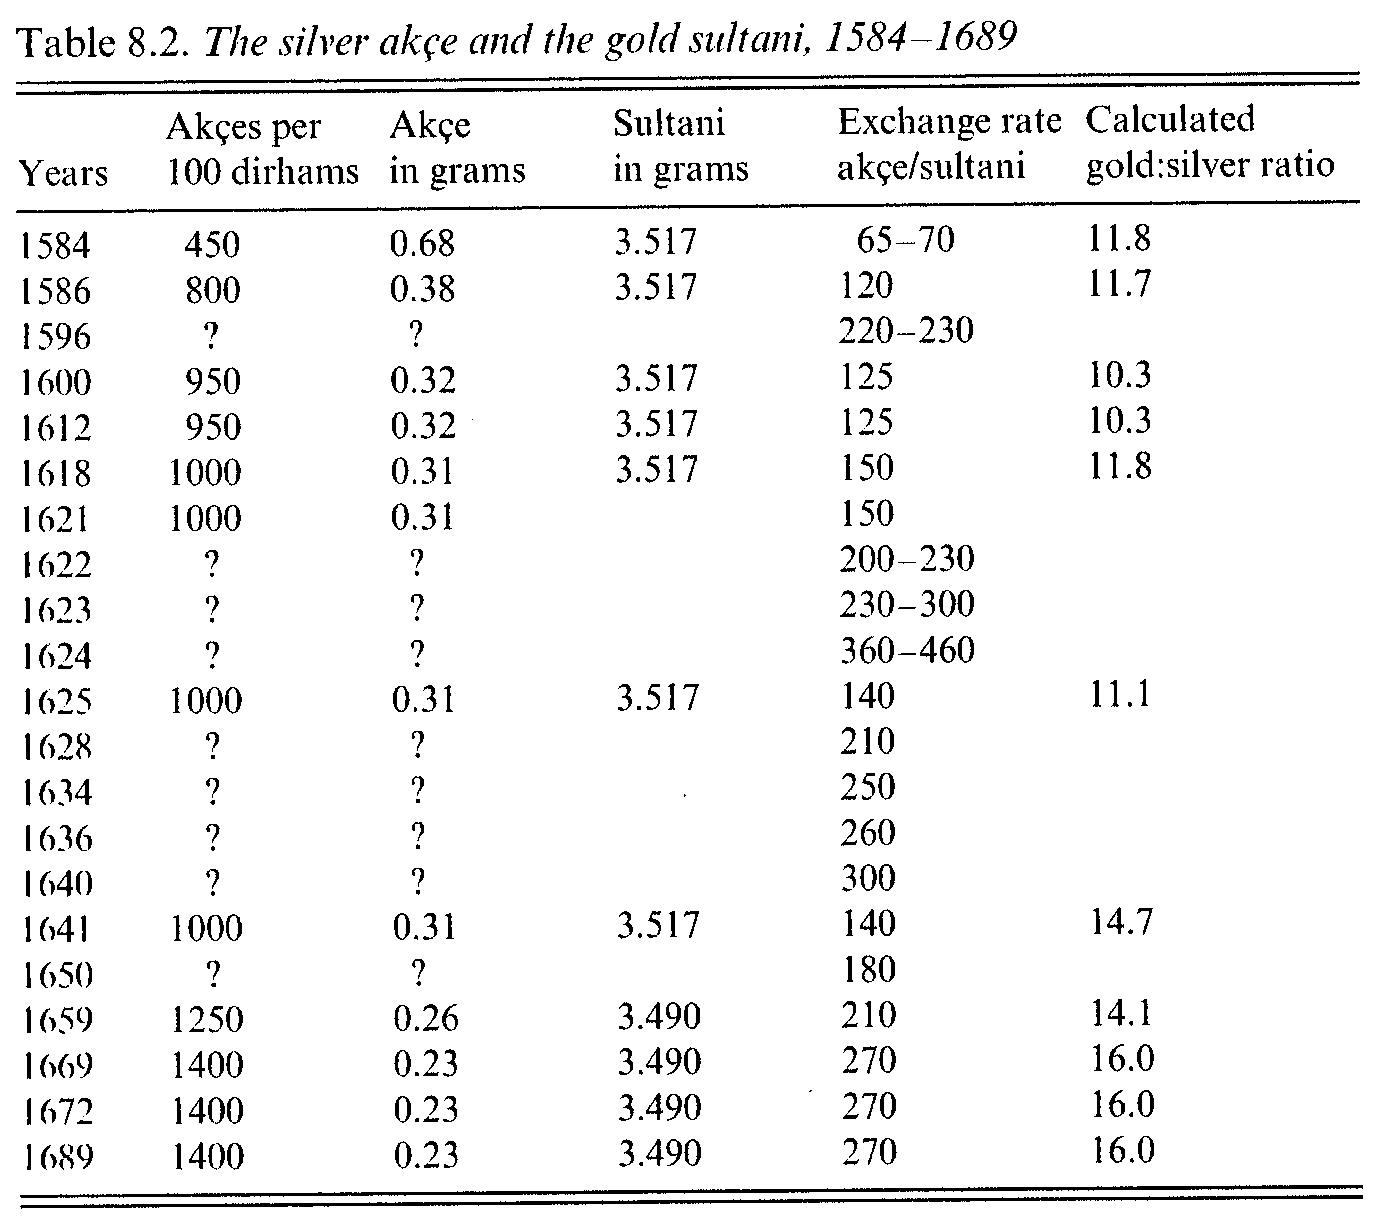 Table 8.2. The silver akçe and the gold sultani, 1584–1689
Akçes per Akçe Sultani Exchange rate Calculated
Years 100 dirhams in grams in grams akçe/sultani gold:silver ratio
1584 450 0.68 3.517 65–70 11.8
1586 800 0.38 3.517 120 11.7
1596 ? ? 220–230
1600 950 0.32 3.517 125 10.3
1612 950 0.32 3.517 125 10.3
1618 1000 0.31 3.517 150 11.8
1621 1000 0.31 150
1622 ? ? 200–230
1623 ? ? 230–300
1624 ? ? 360–460
1625 1000 0.31 3.517 140 11.1
1628 ? ? 210
1634 ? ? 250
1636 ? ? 260
1640 ? ? 300
1641 1000 0.31 3.517 140 14.7
1650 ? ? 180
1659 1250 0.26 3.490 210 14.1
1669 1400 0.23 3.490 270 16.0
1672 1400 0.23 3.490 270 16.0
1689 1400 0.23 3.490 270 16.0